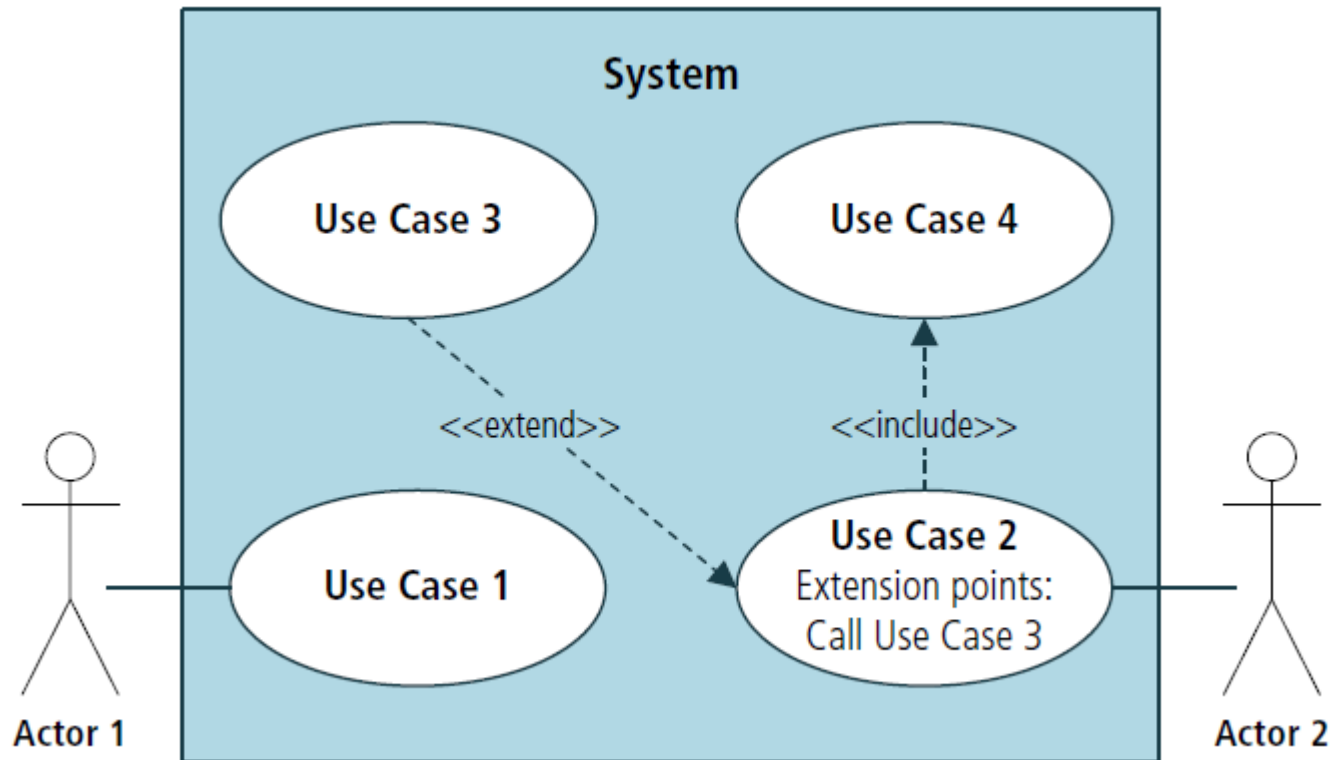 System
Use Case 3
Use Case 4
<<extend>>
<<include>>
Use Case 1
Use Case 2
Extension points:
Call Use Case 3
Actor 1
Actor 2